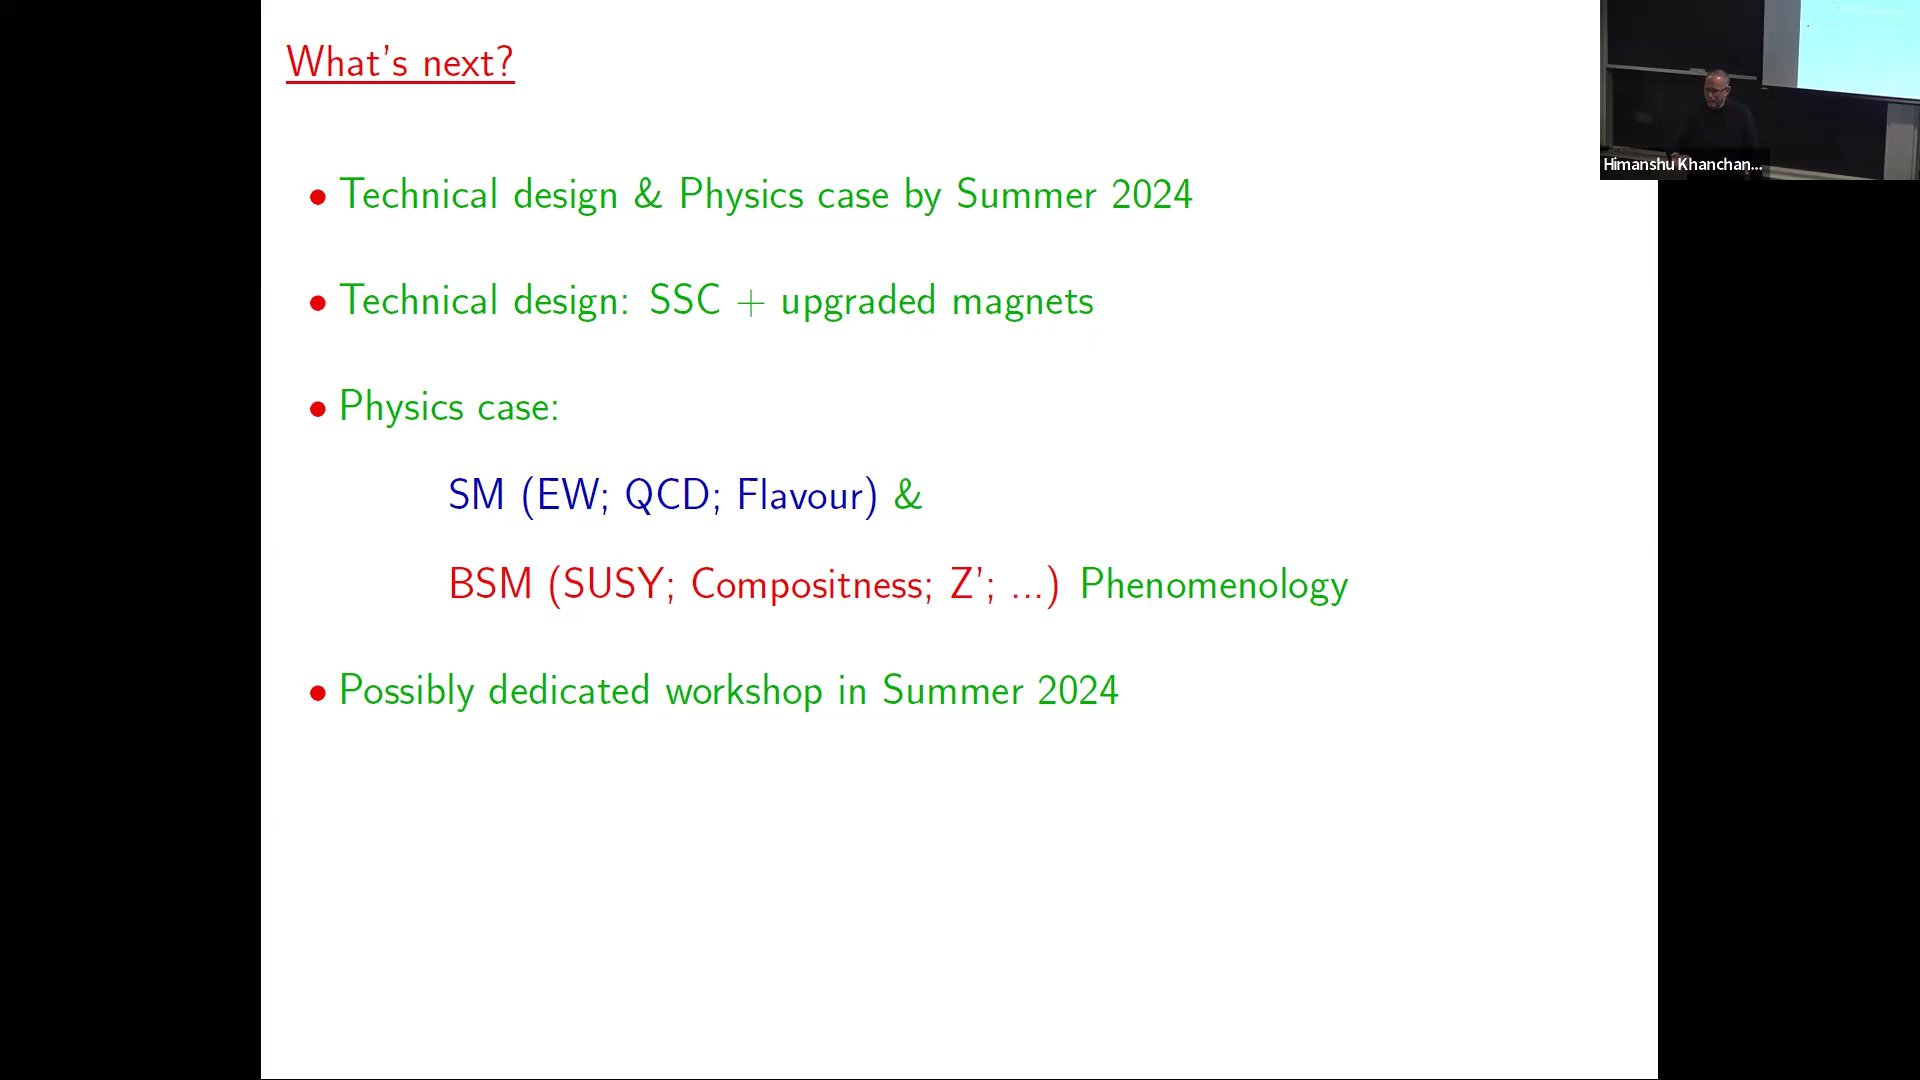 What's next?
Himanshu Khanchan...
• Technical design & Physics case by Summer 2024
• Technical design: SSC + upgraded magnets
• Physics case:
SM (EW; QCD; Flavour) &
BSM (SUSY; Compositness; Z'; ...) Phenomenology
• Possibly dedicated workshop in Summer 2024